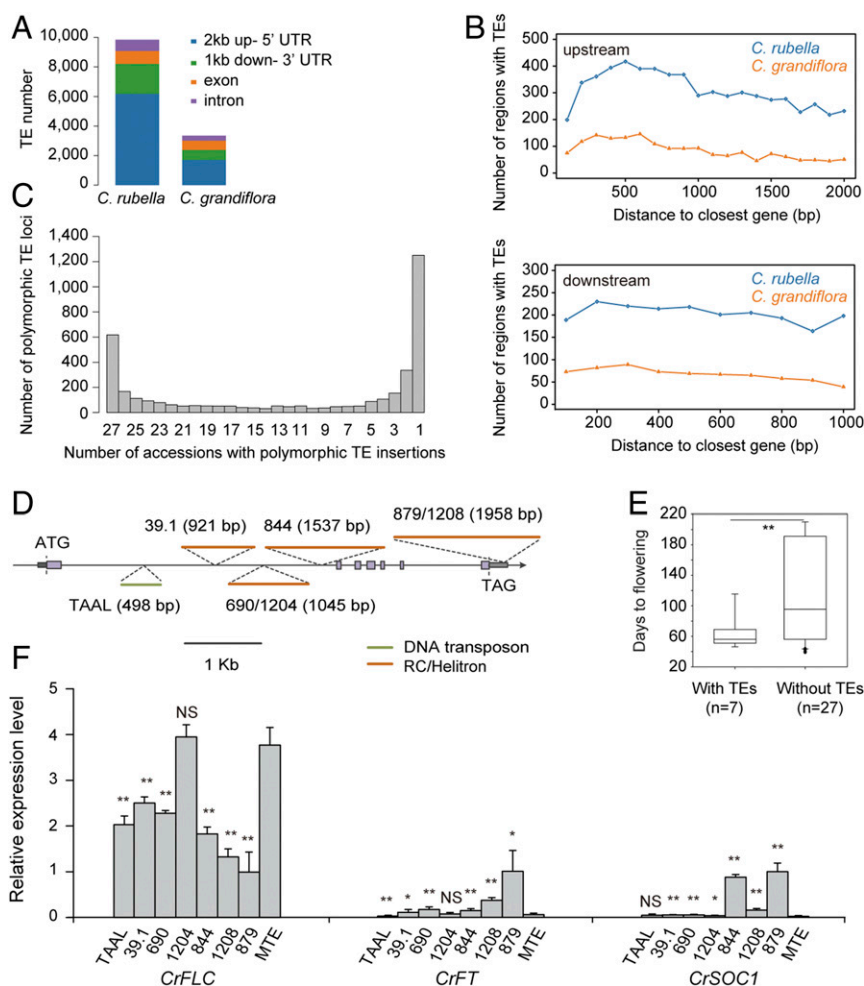 A
10,000
8,000
6,000
4,000
2,000
0
TE number
2kb up- 5' UTR
1kb down- 3' UTR
exon
intron
C. rubella
C. grandiflora
B
upstream
C. rubella
C. grandiflora
500
400
300
200
100
0
Number of regions with TEs
500
1000
1500
2000
Distance to closest gene (bp)
downstream
C. rubella
C. grandiflora
300
250
200
150
100
50
0
Number of regions with TEs
200
400
600
800
1000
Distance to closest gene (bp)
C
1,400
1,200
1,000
800
600
400
200
0
Number of polymorphic TE loci
27 25 23 21 19 17 15 13 11 9 7 5 3 1
Number of accessions with polymorphic TE insertions
D
ATG
39.1 (921 bp)
844 (1537 bp)
879/1208 (1958 bp)
TAAL (498 bp)
690/1204 (1045 bp)
TAG
1 Kb
DNA transposon
RC/Helitron
E
220
180
140
100
60
20
Days to flowering
**
With TEs
(n=7)
Without TEs
(n=27)
F
5
4
3
2
1
0
Relative expression level
** ** ** NS ** ** **
** * ** NS ** ** *
NS ** ** * ** ** **
TAAL 39.1 690 1204 844 1208 879 MTE
TAAL 39.1 690 1204 844 1208 879 MTE
TAAL 39.1 690 1204 844 1208 879 MTE
CrFLC
CrFT
CrSOC1